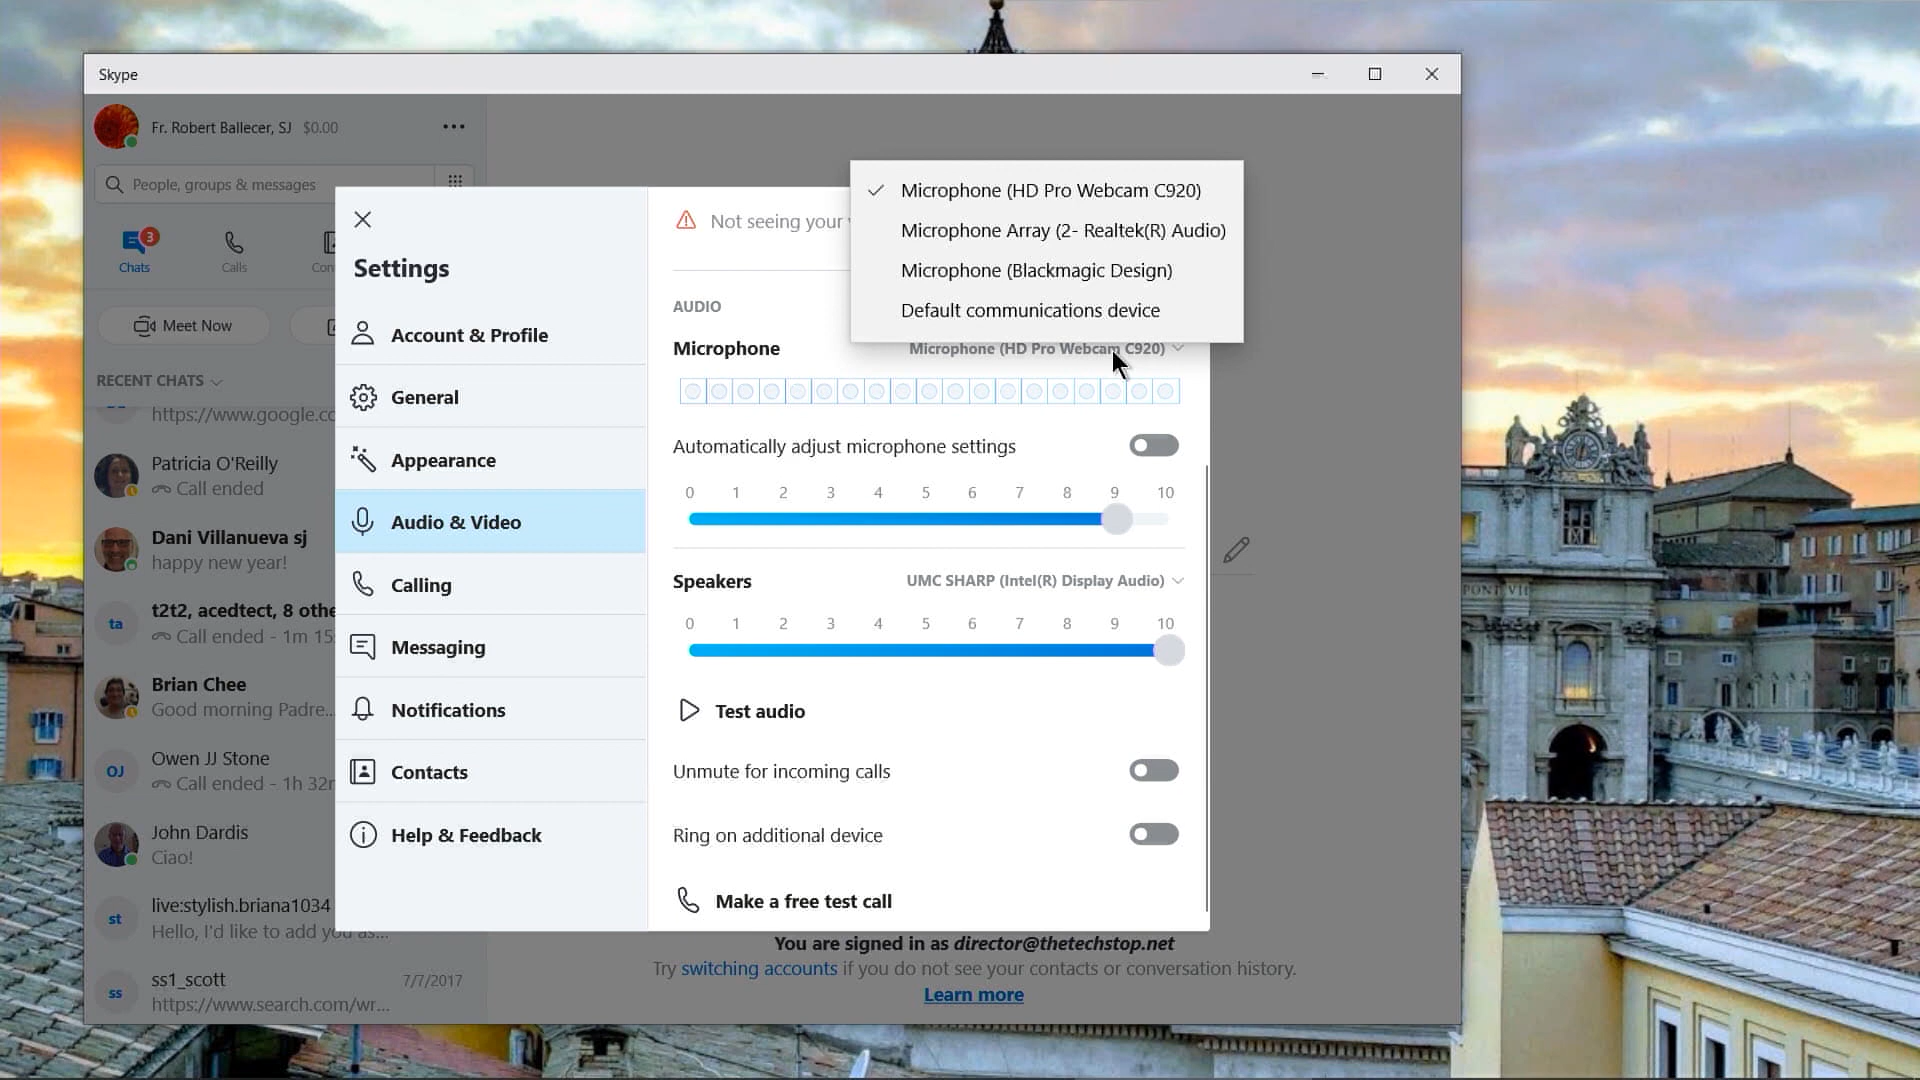 Skype
Fr. Robert Ballecer, SJ $0.00
People, groups & messages
3
Chats
Calls
Con
Meet Now
RECENT CHATS
https://www.google.co
Patricia O'Reilly
Call ended
Dani Villanueva sj
happy new year!
ta
t2t2, acedtect, 8 othe
Call ended - 1m 15
Brian Chee
Good morning Padre...
OJ
Owen JJ Stone
Call ended - 1h 32
John Dardis
Ciao!
st
live:stylish.briana1034
Hello, I'd like to add you as...
ss
ss1_scott 7/7/2017
https://www.search.com/wr...
Settings
Account & Profile
General
Appearance
Audio & Video
Calling
Messaging
Notifications
Contacts
Help & Feedback
Not seeing your
Microphone (HD Pro Webcam C920)
Microphone Array (2- Realtek(R) Audio)
Microphone (Blackmagic Design)
Default communications device
AUDIO
Microphone Microphone (HD Pro Webcam C920)
Automatically adjust microphone settings
0 1 2 3 4 5 6 7 8 9 10
Speakers UMC SHARP (Intel(R) Display Audio)
0 1 2 3 4 5 6 7 8 9 10
Test audio
Unmute for incoming calls
Ring on additional device
Make a free test call
You are signed in as director@thetechstop.net
Try switching accounts if you do not see your contacts or conversation history.
Learn more